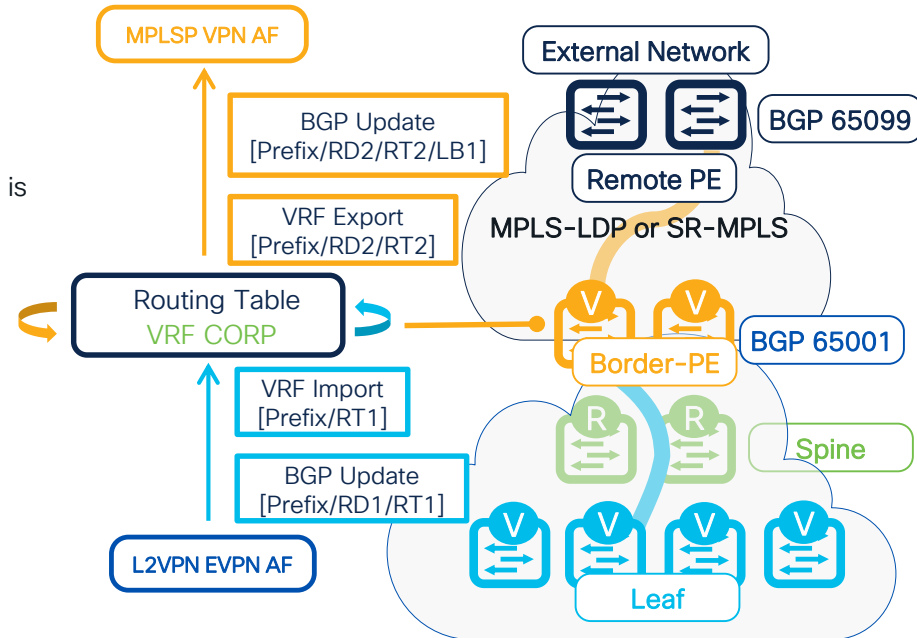 MPLSP VPN AF
External Network
BGP Update
[Prefix/RD2/RT2/LB1]
BGP 65099
is
Remote PE
VRF Export
[Prefix/RD2/RT2]
MPLS-LDP or SR-MPLS
Routing Table
VRF CORP
V
V
BGP 65001
Border-PE
VRF Import
[Prefix/RT1]
R
R
Spine
BGP Update
[Prefix/RD1/RT1]
V
V
V
V
L2VPN EVPN AF
Leaf